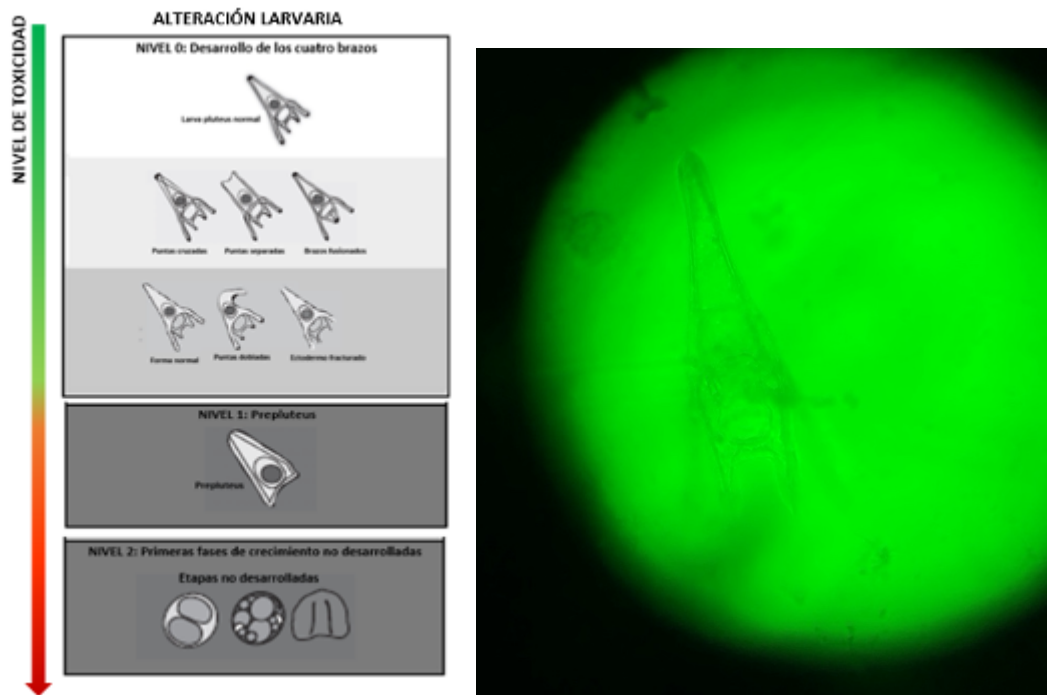 ALTERACIÓN LARVARIA
NIVEL DE TOXICIDAD
NIVEL 0: Desarrollo de los cuatro brazos
Larva pluteus normal
Puntas cruzadas Puntas separadas Brazos fusionados
Forma normal Puntas dobladas Ectodermo fracturado
NIVEL 1: Prepluteus
Prepluteus
NIVEL 2: Primeras fases de crecimiento no desarrolladas
Etapas no desarrolladas